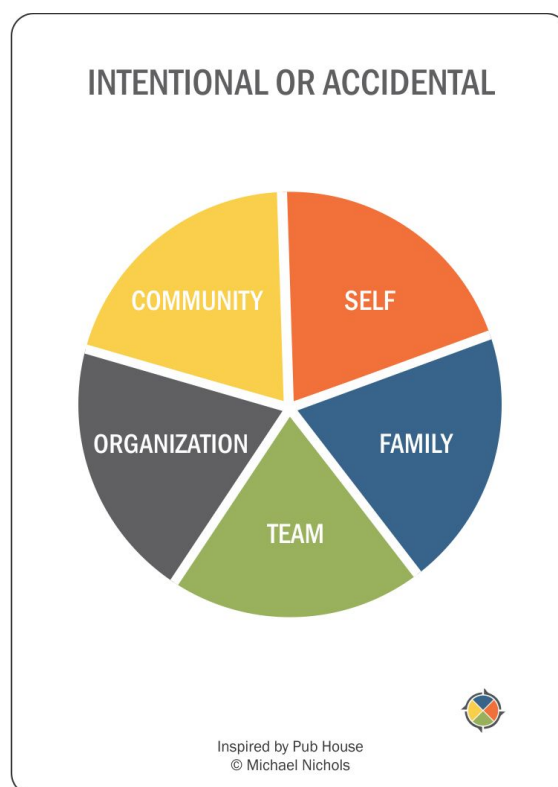 INTENTIONAL OR ACCIDENTAL
COMMUNITY
SELF
ORGANIZATION
FAMILY
TEAM
Inspired by Pub House
© Michael Nichols